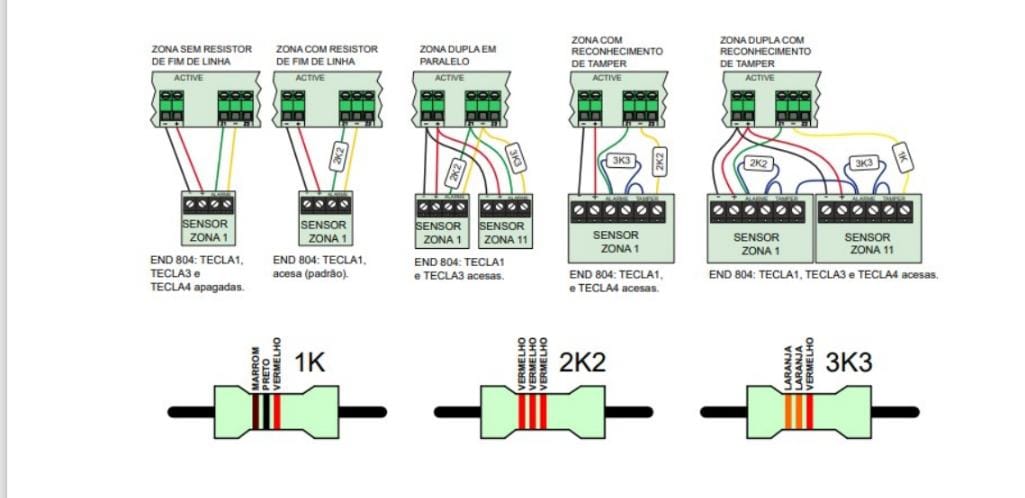 ZONA SEM RESISTOR
DE FIM DE LINHA
ACTIVE
SENSOR
ZONA 1
END 804: TECLA1,
TECLA3 e
TECLA4 apagadas.
ZONA COM RESISTOR
DE FIM DE LINHA
ACTIVE
2K2
SENSOR
ZONA 1
END 804: TECLA1,
acesa (padrão).
ZONA DUPLA EM
PARALELO
ACTIVE
2K2
3K3
SENSOR
ZONA 1
SENSOR
ZONA 11
END 804: TECLA1
e TECLA3 acesas.
ZONA COM
RECONHECIMENTO
DE TAMPER
ACTIVE
3K3
2K2
ALARME TAMPER
SENSOR
ZONA 1
END 804: TECLA1,
e TECLA4 acesas.
ZONA DUPLA COM
RECONHECIMENTO
DE TAMPER
ACTIVE
2K2
3K3
1K
ALARME TAMPER
SENSOR
ZONA 1
ALARME TAMPER
SENSOR
ZONA 11
END 804: TECLA1, TECLA3 e TECLA4 acesas.
MARROM
PRETO
VERMELHO
1K
VERMELHO
VERMELHO
VERMELHO
2K2
LARANJA
LARANJA
VERMELHO
3K3